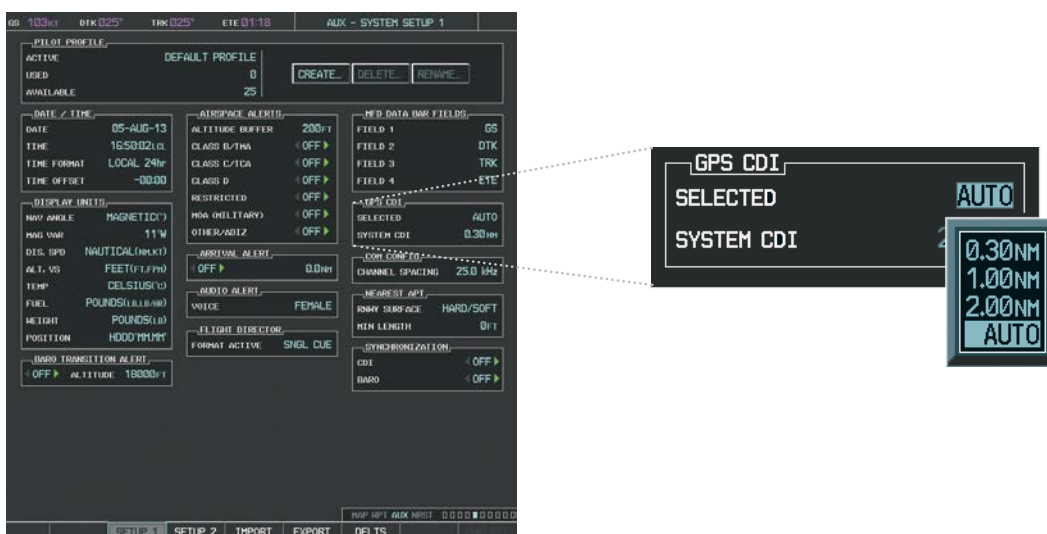 GS 103KT DTK 025° TRK 025° ETE 01:18 AUX – SYSTEM SETUP 1
PILOT PROFILE
ACTIVE DEFAULT PROFILE
USED 0
AVAILABLE 25
CREATE… DELETE… RENAME…
DATE / TIME
DATE 05-AUG-13
TIME 16:50:02LCL
TIME FORMAT LOCAL 24hr
TIME OFFSET -00:00
DISPLAY UNITS
NAV ANGLE MAGNETIC(°)
MAG VAR 11°W
DIS, SPD NAUTICAL(NM,KT)
ALT, VS FEET(FT,FPM)
TEMP CELSIUS(°C)
FUEL POUNDS(LB,LB/HR)
WEIGHT POUNDS(LB)
POSITION HDDD°MM.MM'
BARO TRANSITION ALERT
OFF ALTITUDE 18000FT
AIRSPACE ALERTS
ALTITUDE BUFFER 200FT
CLASS B/TMA OFF
CLASS C/TCA OFF
CLASS D OFF
RESTRICTED OFF
MOA (MILITARY) OFF
OTHER/ADIZ OFF
ARRIVAL ALERT
OFF 0.0NM
AUDIO ALERT
VOICE FEMALE
FLIGHT DIRECTOR
FORMAT ACTIVE SNGL CUE
MFD DATA BAR FIELDS
FIELD 1 GS
FIELD 2 DTK
FIELD 3 TRK
FIELD 4 ETE
GPS CDI
SELECTED AUTO
SYSTEM CDI 0.30NM
COM CONFIG
CHANNEL SPACING 25.0 kHz
NEAREST APT
RNWY SURFACE HARD/SOFT
MIN LENGTH 0FT
SYNCHRONIZATION
CDI OFF
BARO OFF
MAP WPT AUX NRST
SETUP 1 SETUP 2 IMPORT EXPORT DFLTS
GPS CDI
SELECTED AUTO
SYSTEM CDI 2
0.30NM
1.00NM
2.00NM
AUTO